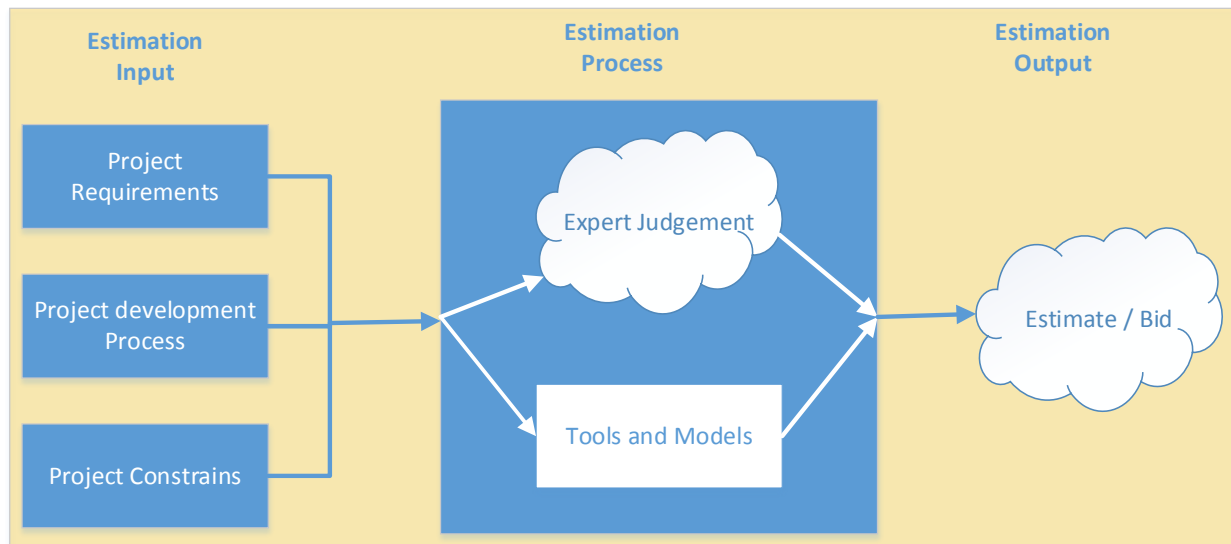 Estimation
Input
Estimation
Process
Estimation
Output
Project
Requirements
Project development
Process
Project Constrains
Expert Judgement
Tools and Models
Estimate / Bid